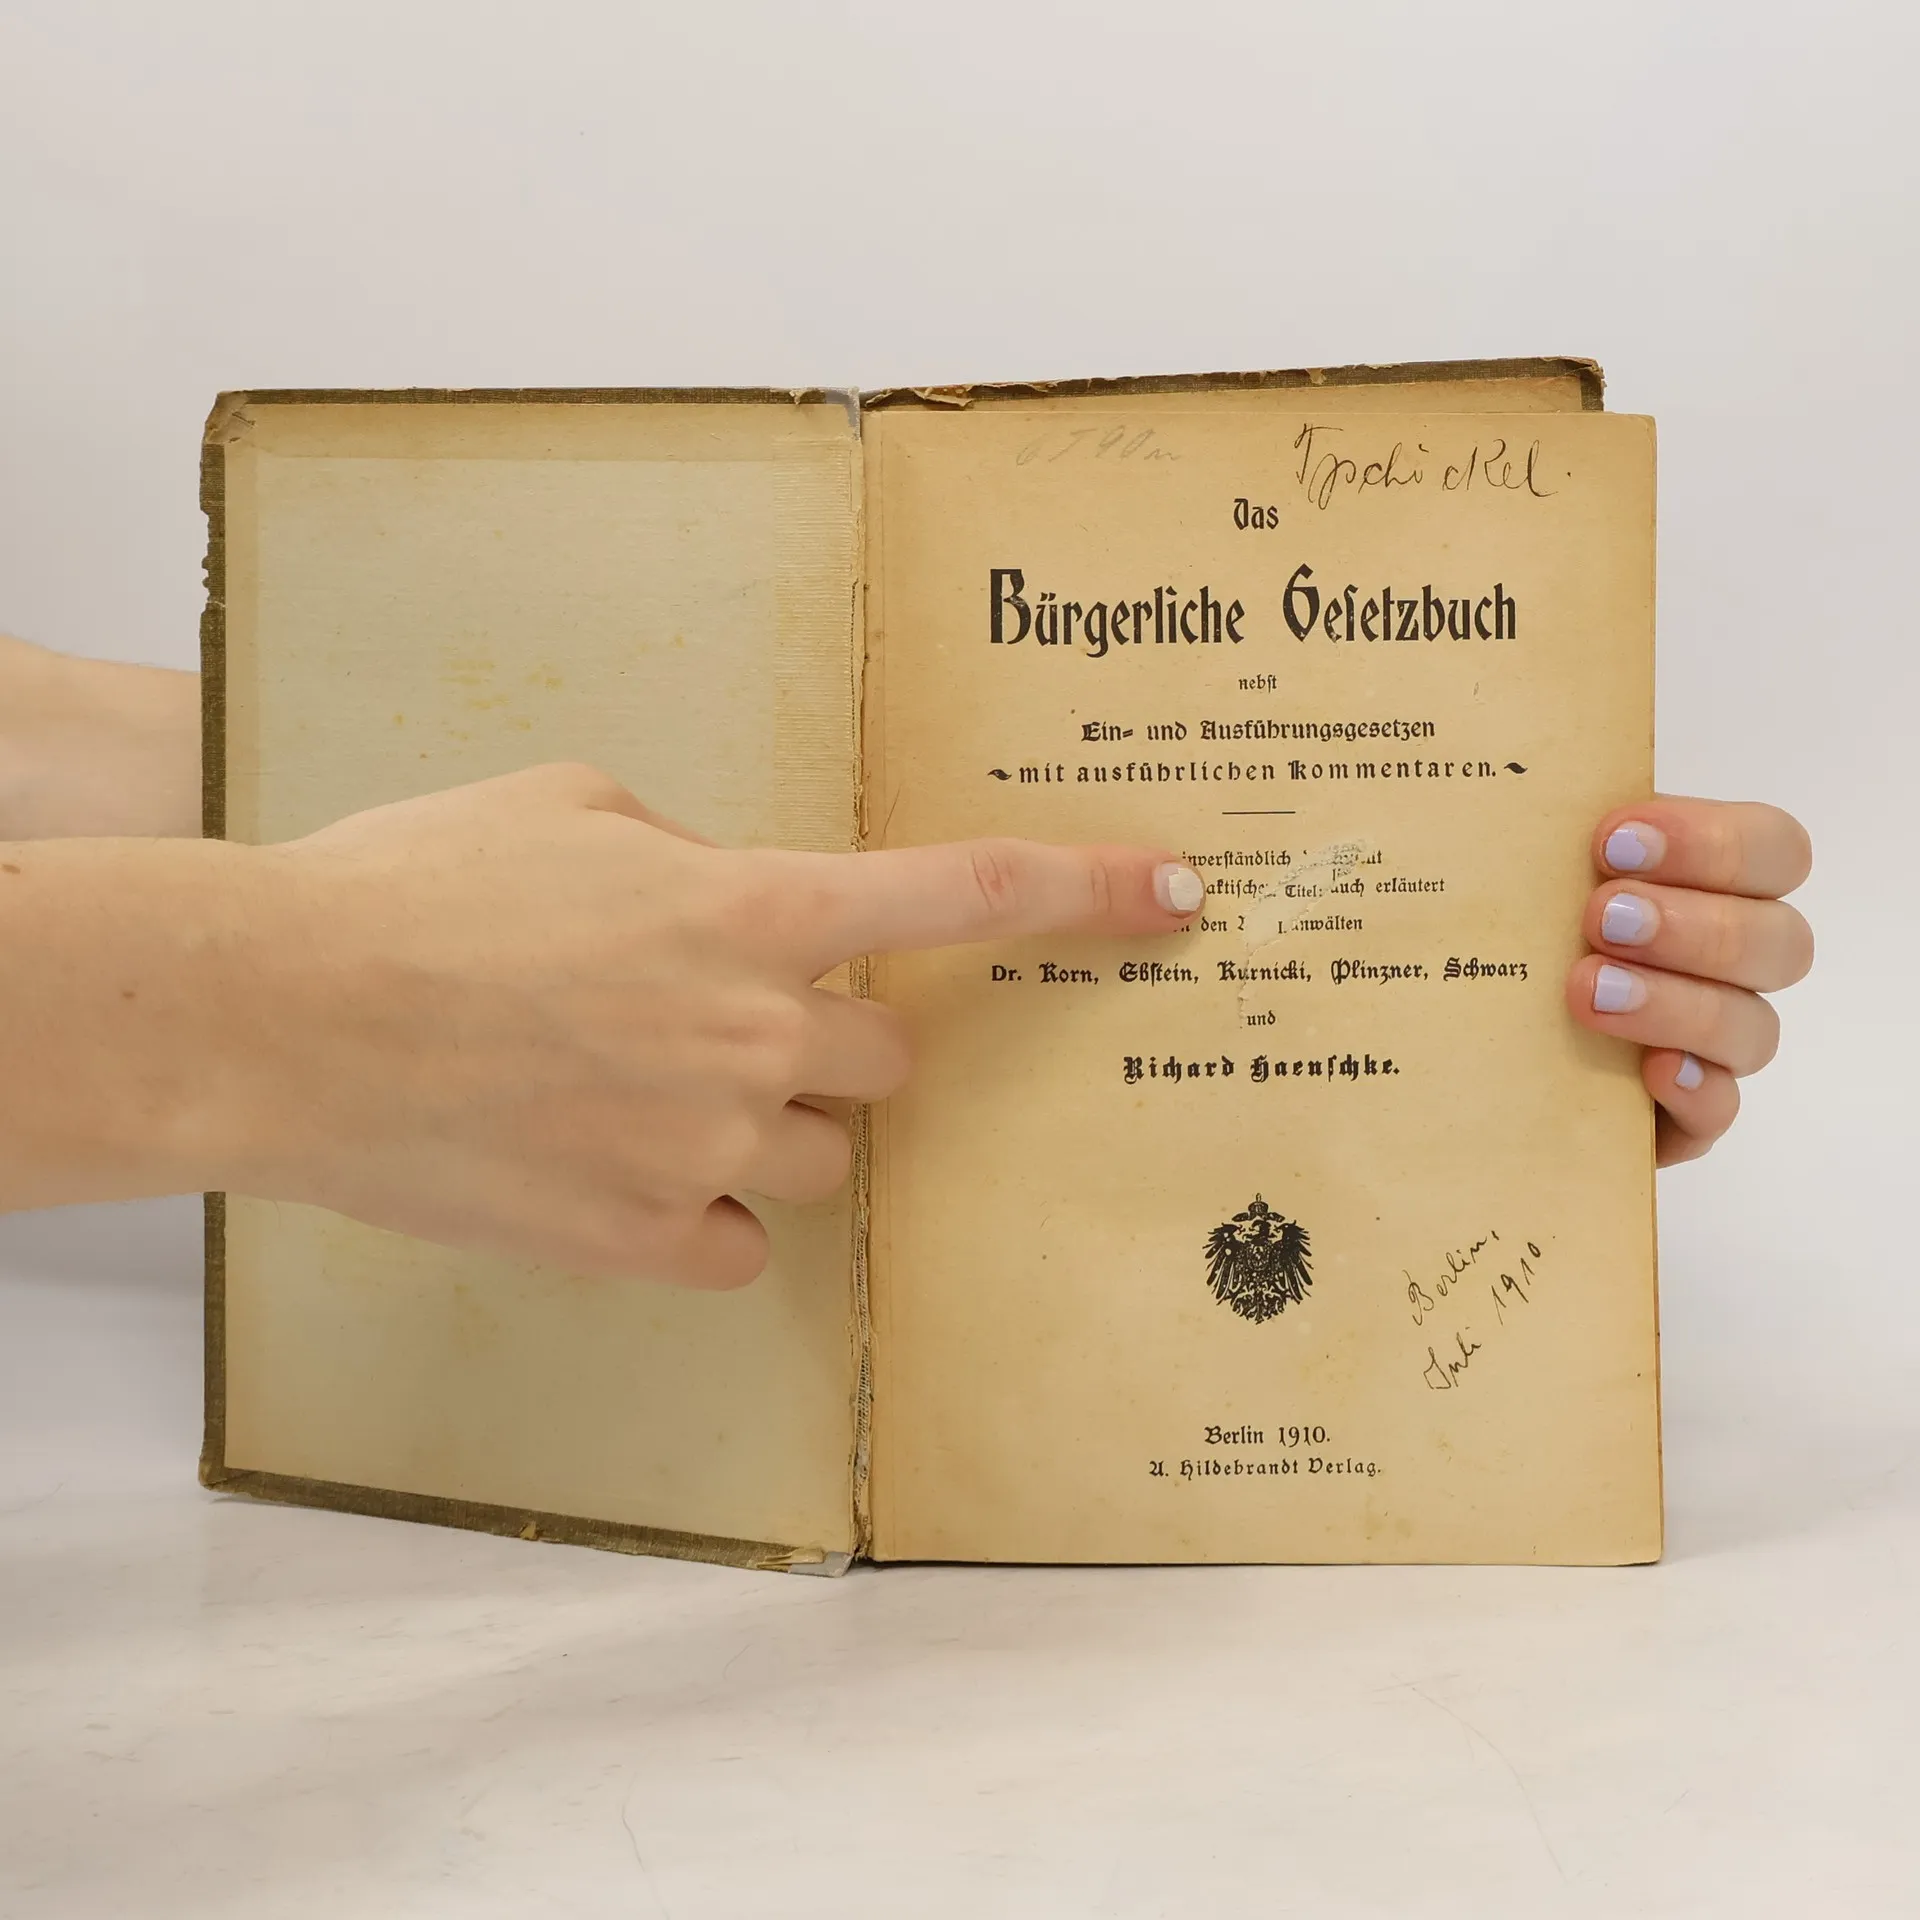 Das
Bürgerliche Gesetzbuch
nebst
Ein- und Ausführungsgesetzen
mit ausführlichen Kommentaren.
auch erläutert
den
Dr. Korn, Ebstein, Kurnicki, Plinzner, Schwarz
und
Richard Haenschke.
Berlin,
Juli 1910.
Berlin 1910.
A. Hildebrandt Verlag.